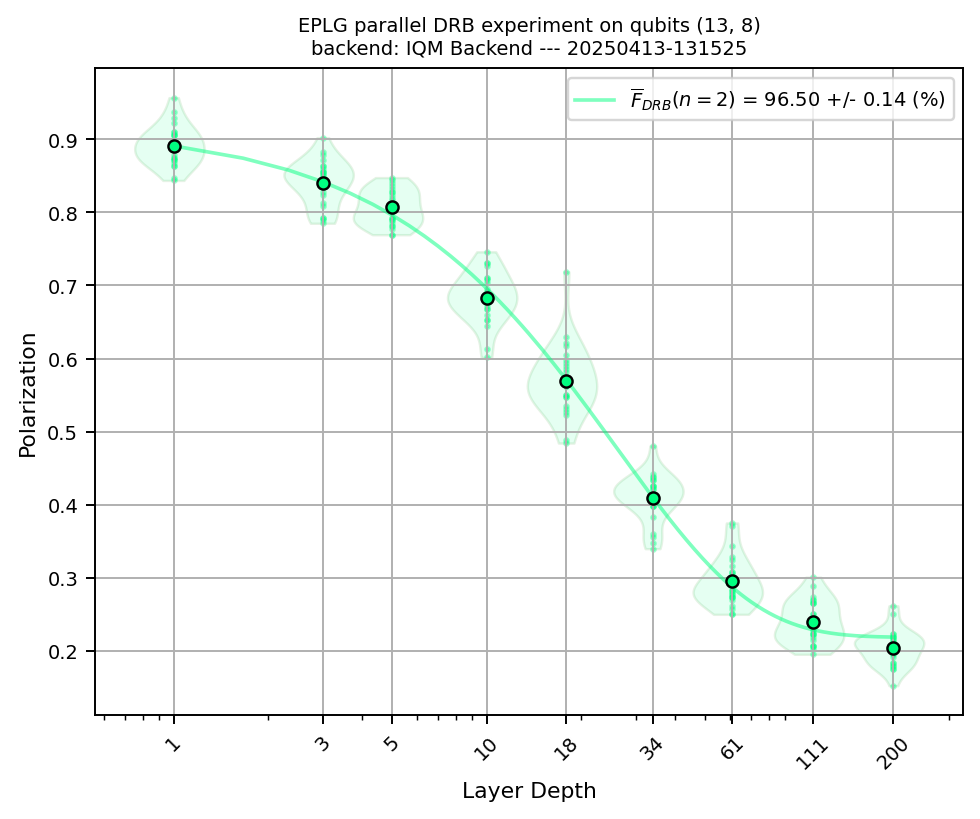 EPLG parallel DRB experiment on qubits (13, 8)
backend: IQM Backend --- 20250413-131525
F̅_DRB(n = 2) = 96.50 +/- 0.14 (%)
Polarization
0.9
0.8
0.7
0.6
0.5
0.4
0.3
0.2
1 3 5 10 18 34 61 111 200
Layer Depth